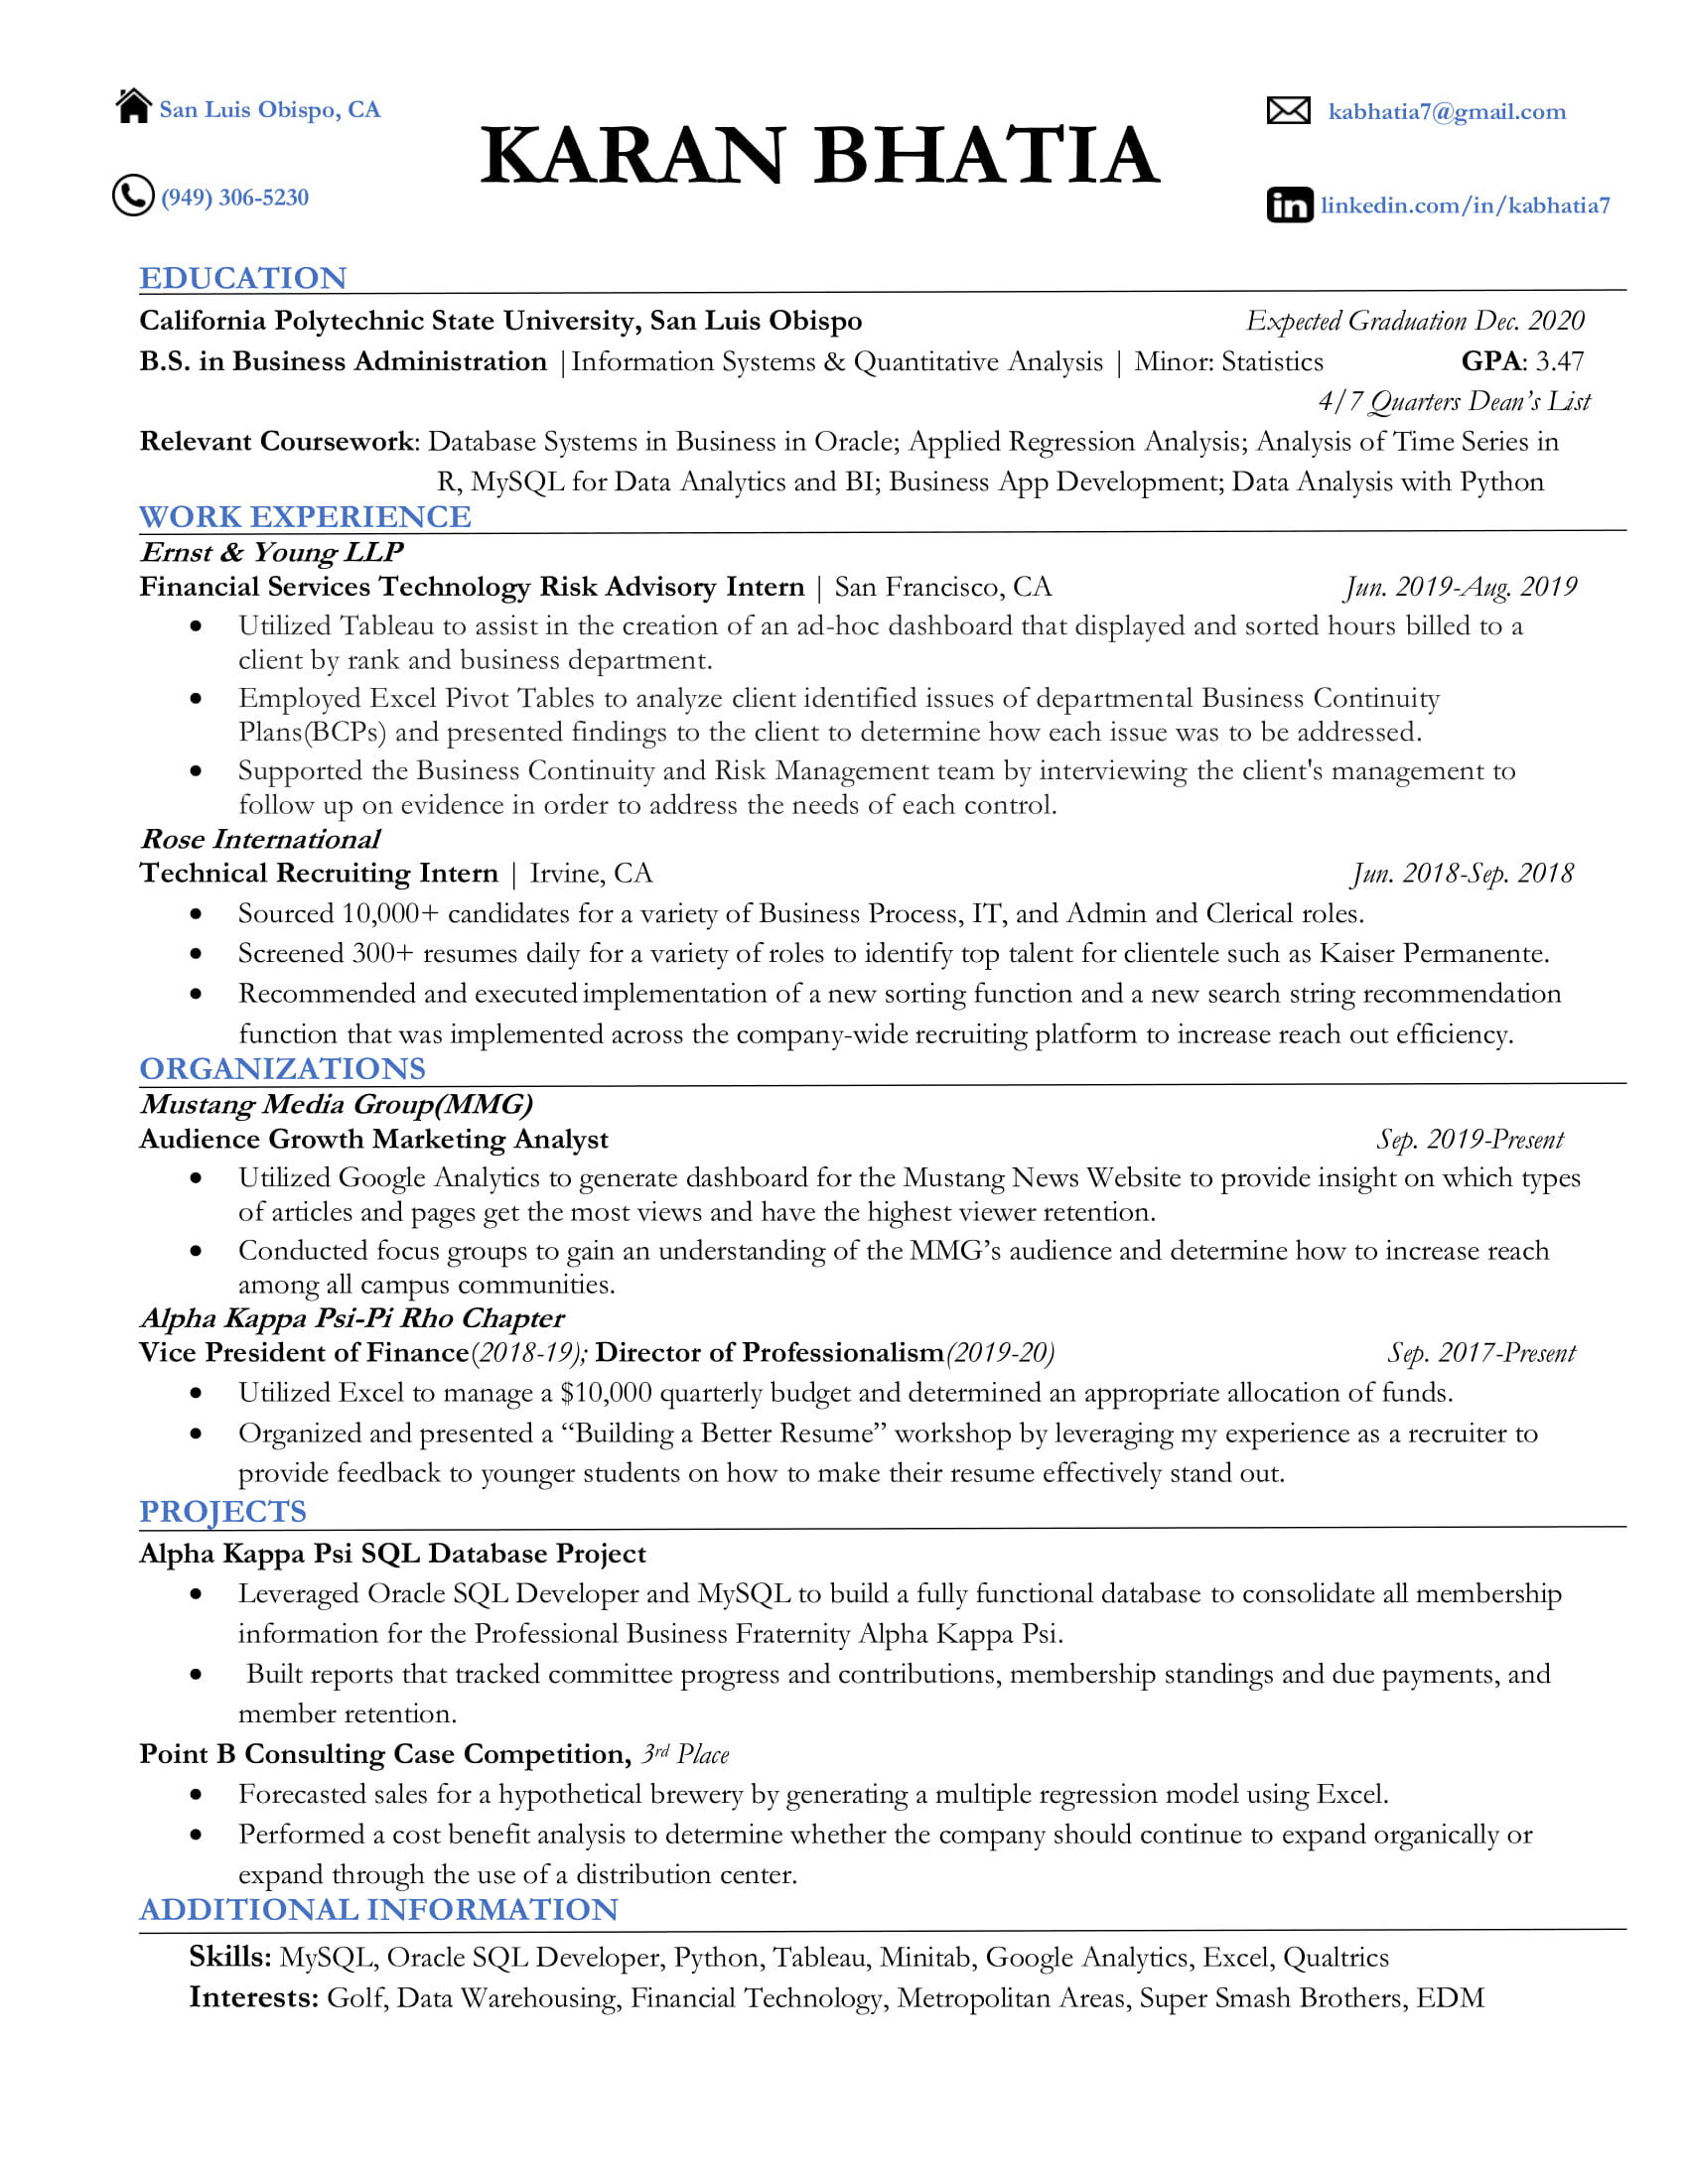 San Luis Obispo, CA
(949) 306-5230
KARAN BHATIA
kabhatia7@gmail.com
linkedin.com/in/kabhatia7
EDUCATION
California Polytechnic State University, San Luis Obispo Expected Graduation Dec. 2020
B.S. in Business Administration |Information Systems & Quantitative Analysis | Minor: Statistics GPA: 3.47
4/7 Quarters Dean’s List
Relevant Coursework: Database Systems in Business in Oracle; Applied Regression Analysis; Analysis of Time Series in
R, MySQL for Data Analytics and BI; Business App Development; Data Analysis with Python
WORK EXPERIENCE
Ernst & Young LLP
Financial Services Technology Risk Advisory Intern | San Francisco, CA Jun. 2019-Aug. 2019
• Utilized Tableau to assist in the creation of an ad-hoc dashboard that displayed and sorted hours billed to a
client by rank and business department.
• Employed Excel Pivot Tables to analyze client identified issues of departmental Business Continuity
Plans(BCPs) and presented findings to the client to determine how each issue was to be addressed.
• Supported the Business Continuity and Risk Management team by interviewing the client's management to
follow up on evidence in order to address the needs of each control.
Rose International
Technical Recruiting Intern | Irvine, CA Jun. 2018-Sep. 2018
• Sourced 10,000+ candidates for a variety of Business Process, IT, and Admin and Clerical roles.
• Screened 300+ resumes daily for a variety of roles to identify top talent for clientele such as Kaiser Permanente.
• Recommended and executed implementation of a new sorting function and a new search string recommendation
function that was implemented across the company-wide recruiting platform to increase reach out efficiency.
ORGANIZATIONS
Mustang Media Group(MMG)
Audience Growth Marketing Analyst Sep. 2019-Present
• Utilized Google Analytics to generate dashboard for the Mustang News Website to provide insight on which types
of articles and pages get the most views and have the highest viewer retention.
• Conducted focus groups to gain an understanding of the MMG’s audience and determine how to increase reach
among all campus communities.
Alpha Kappa Psi-Pi Rho Chapter
Vice President of Finance(2018-19); Director of Professionalism(2019-20) Sep. 2017-Present
• Utilized Excel to manage a $10,000 quarterly budget and determined an appropriate allocation of funds.
• Organized and presented a “Building a Better Resume” workshop by leveraging my experience as a recruiter to
provide feedback to younger students on how to make their resume effectively stand out.
PROJECTS
Alpha Kappa Psi SQL Database Project
• Leveraged Oracle SQL Developer and MySQL to build a fully functional database to consolidate all membership
information for the Professional Business Fraternity Alpha Kappa Psi.
• Built reports that tracked committee progress and contributions, membership standings and due payments, and
member retention.
Point B Consulting Case Competition, 3rd Place
• Forecasted sales for a hypothetical brewery by generating a multiple regression model using Excel.
• Performed a cost benefit analysis to determine whether the company should continue to expand organically or
expand through the use of a distribution center.
ADDITIONAL INFORMATION
Skills: MySQL, Oracle SQL Developer, Python, Tableau, Minitab, Google Analytics, Excel, Qualtrics
Interests: Golf, Data Warehousing, Financial Technology, Metropolitan Areas, Super Smash Brothers, EDM